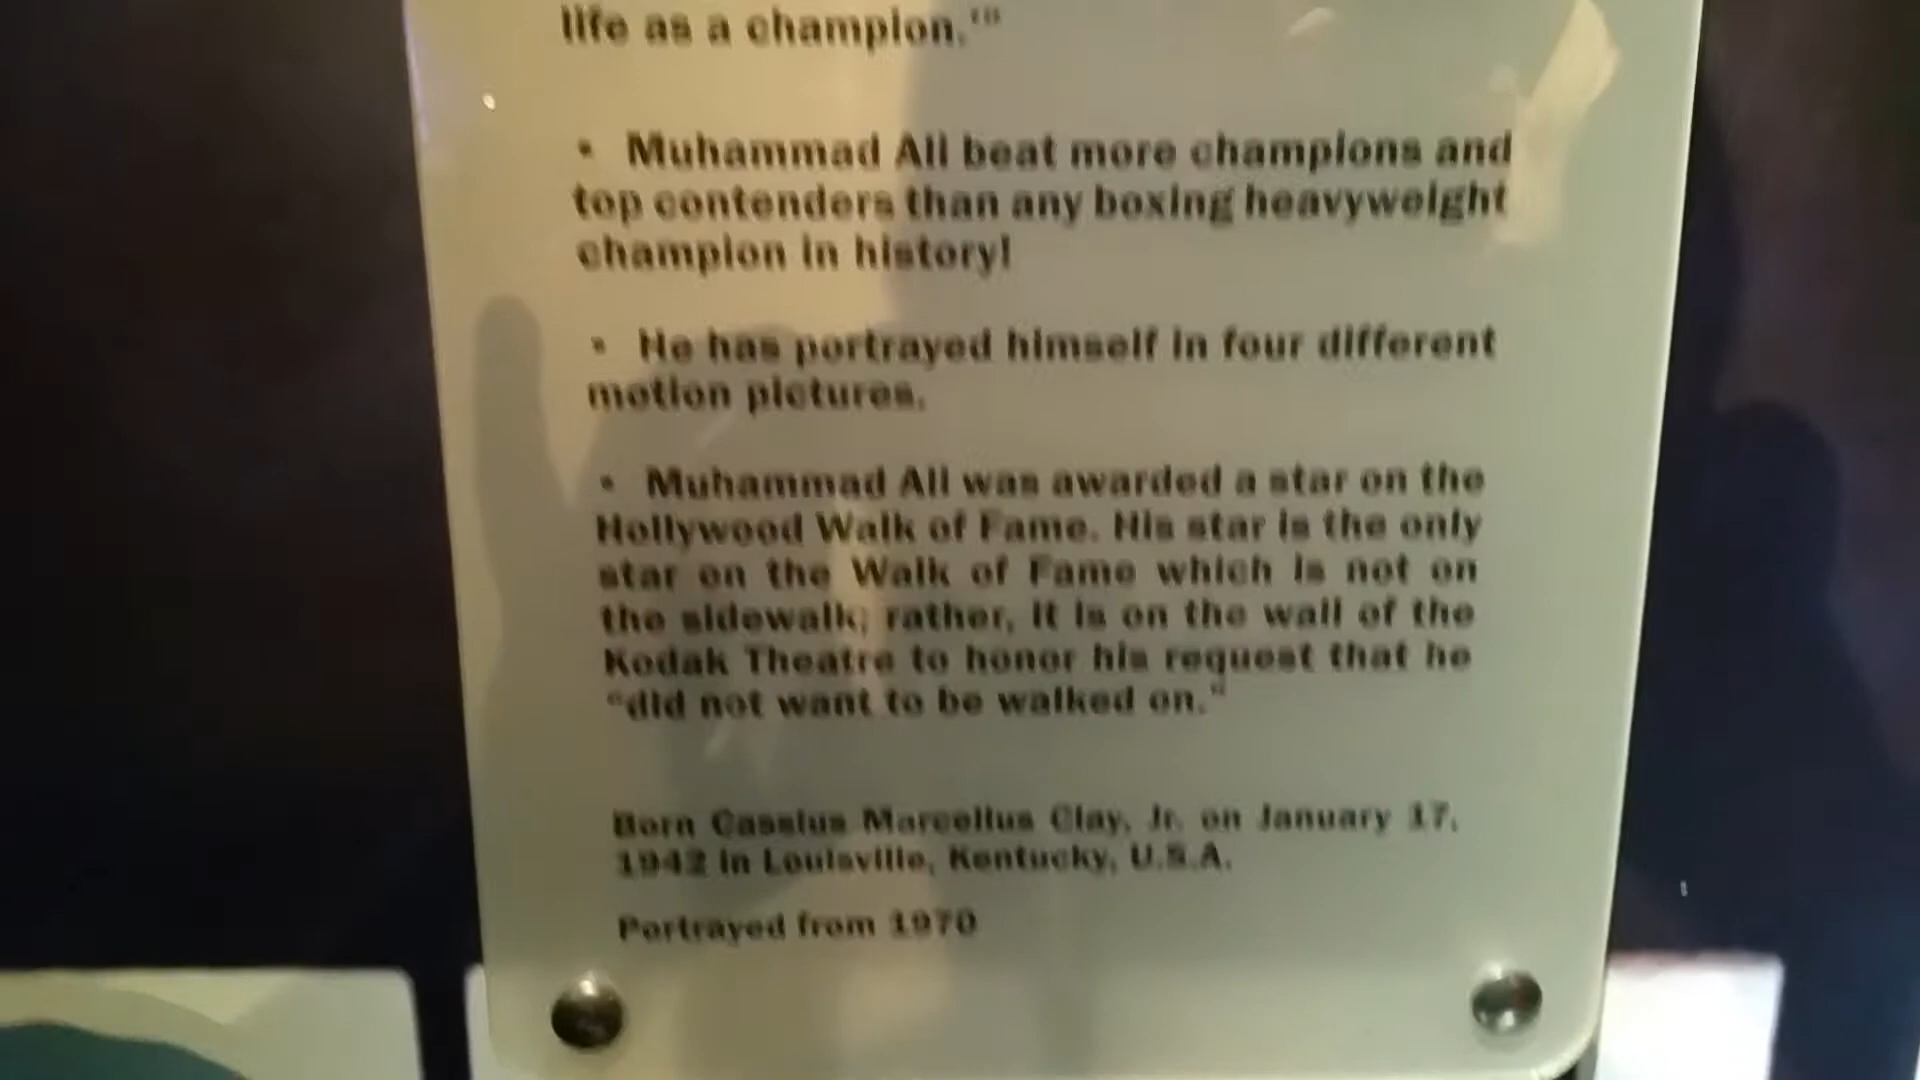 life as a champion.'"
• Muhammad Ali beat more champions and
top contenders than any boxing heavyweight
champion in history!
• He has portrayed himself in four different
motion pictures.
• Muhammad Ali was awarded a star on the
Hollywood Walk of Fame. His star is the only
star on the Walk of Fame which is not on
the sidewalk; rather, it is on the wall of the
Kodak Theatre to honor his request that he
"did not want to be walked on."
Born Cassius Marcellus Clay, Jr. on January 17,
1942 in Louisville, Kentucky, U.S.A.
Portrayed from 1970